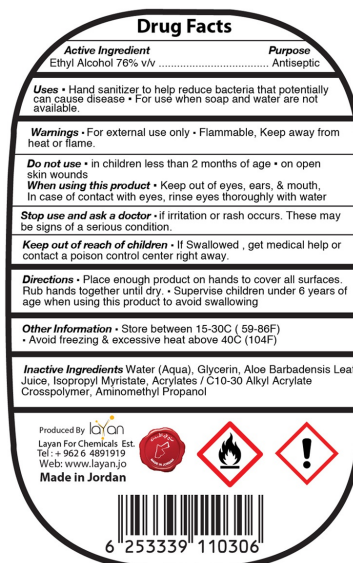 Drug Facts
Active Ingredient Purpose
Ethyl Alcohol 76% v/v ..................................... Antiseptic
Uses • Hand sanitizer to help reduce bacteria that potentially
can cause disease • For use when soap and water are not
available.
Warnings • For external use only • Flammable, Keep away from
heat or flame.
Do not use • in children less than 2 months of age • on open
skin wounds
When using this product • Keep out of eyes, ears, & mouth,
In case of contact with eyes, rinse eyes thoroughly with water
Stop use and ask a doctor • if irritation or rash occurs. These may
be signs of a serious condition.
Keep out of reach of children • If Swallowed , get medical help or
contact a poison control center right away.
Directions • Place enough product on hands to cover all surfaces.
Rub hands together until dry. • Supervise children under 6 years of
age when using this product to avoid swallowing
Other Information • Store between 15-30C ( 59-86F)
• Avoid freezing & excessive heat above 40C (104F)
Inactive Ingredients Water (Aqua), Glycerin, Aloe Barbadensis Leaf
Juice, Isopropyl Myristate, Acrylates / C10-30 Alkyl Acrylate
Crosspolymer, Aminomethyl Propanol
Produced By layan
Layan For Chemicals Est.
Tel : + 962 6 4891919
Web: www.layan.jo
Made in Jordan
6 253339 110306